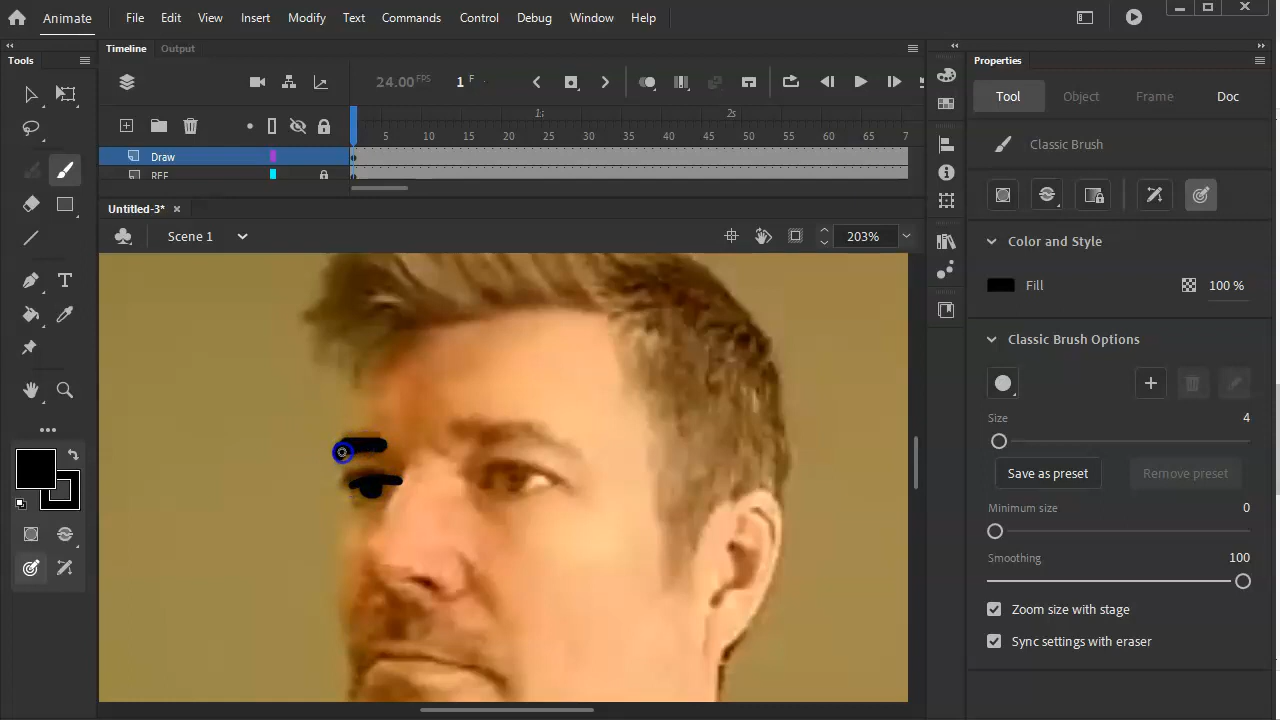 Animate File Edit View Insert Modify Text Commands Control Debug Window Help
Tools
Timeline Output
Properties
24.00 FPS 1 F
Tool Object Frame Doc
1s 2s
5 10 15 20 25 30 35 40 45 50 55 60 65 7
Classic Brush
Draw
REF
Untitled-3*
Scene 1
203%
Color and Style
Fill
100 %
Classic Brush Options
Size
4
Save as preset
Remove preset
Minimum size
0
Smoothing
100
Zoom size with stage
Sync settings with eraser